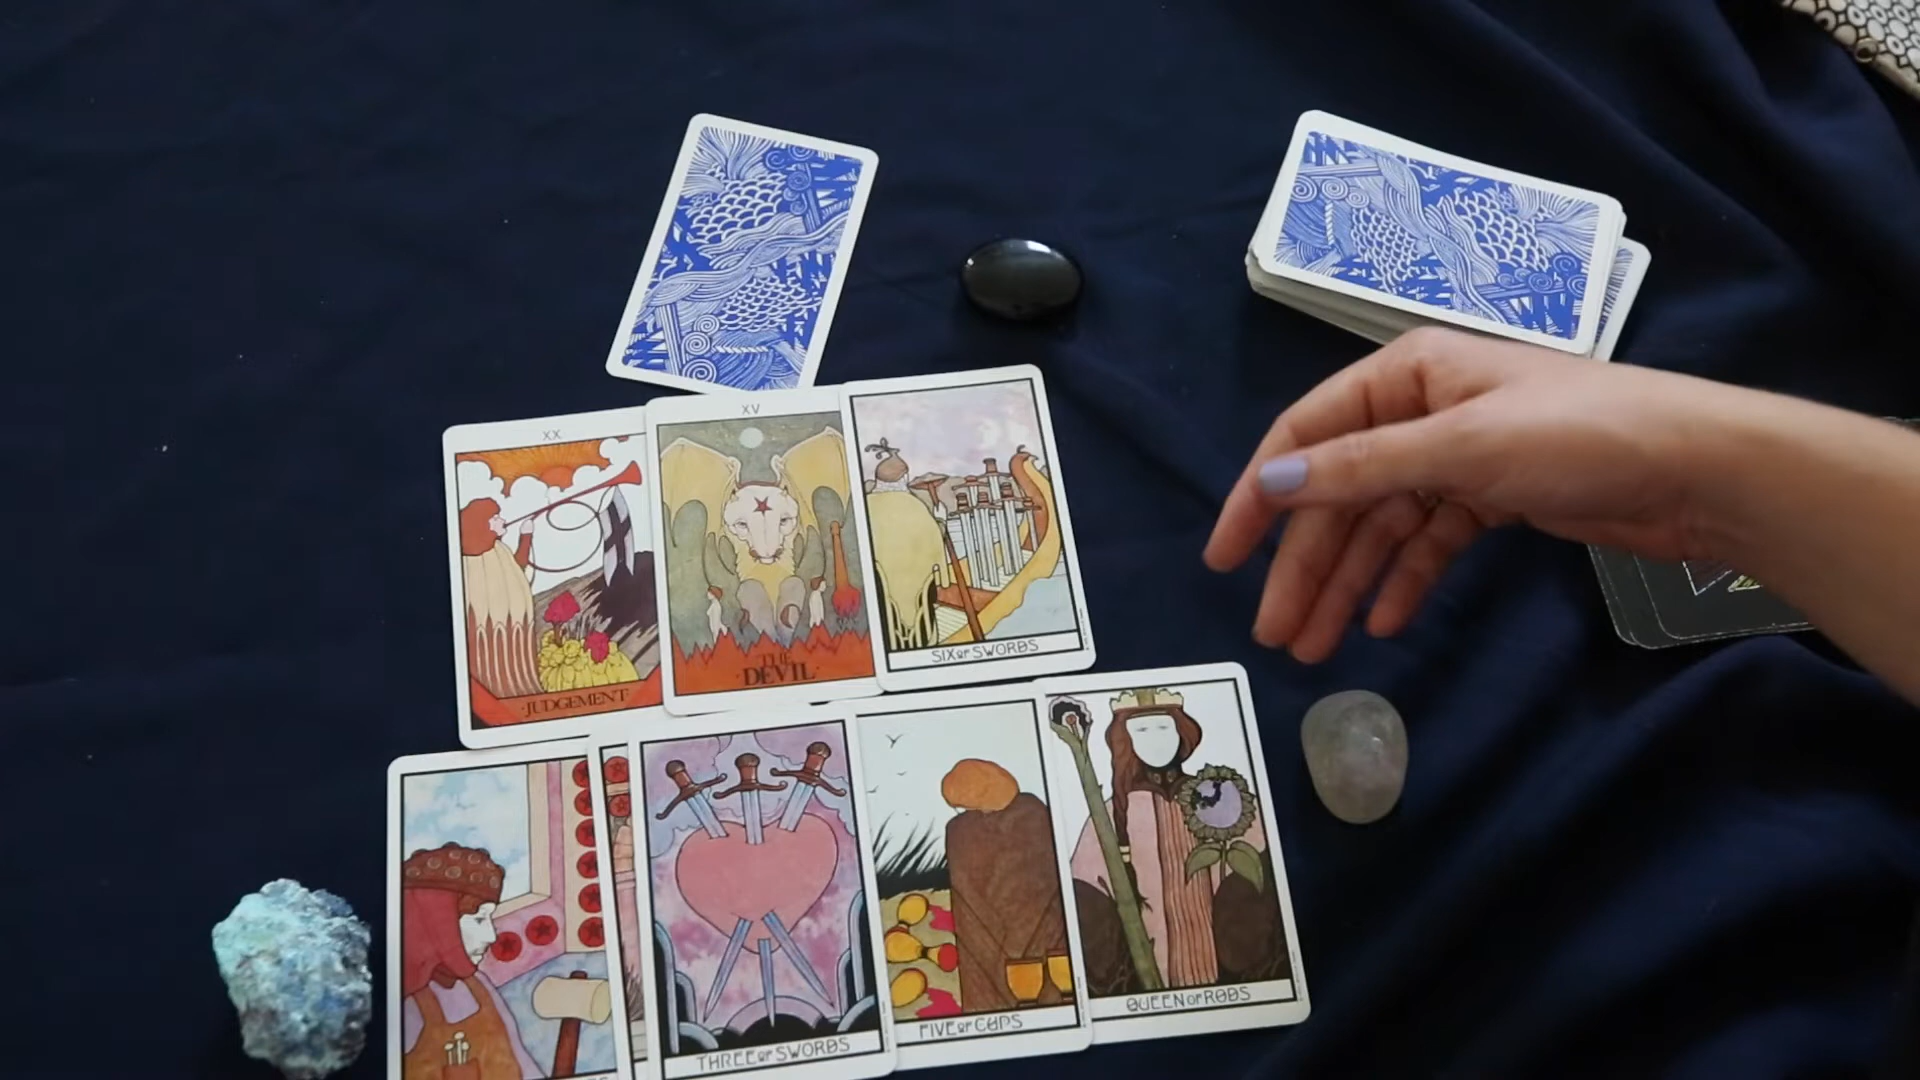 XX
XV
JUDGEMENT
THE
DEVIL
SIX OF SWORDS
THREE OF SWORDS
FIVE OF CUPS
QUEEN OF RODS